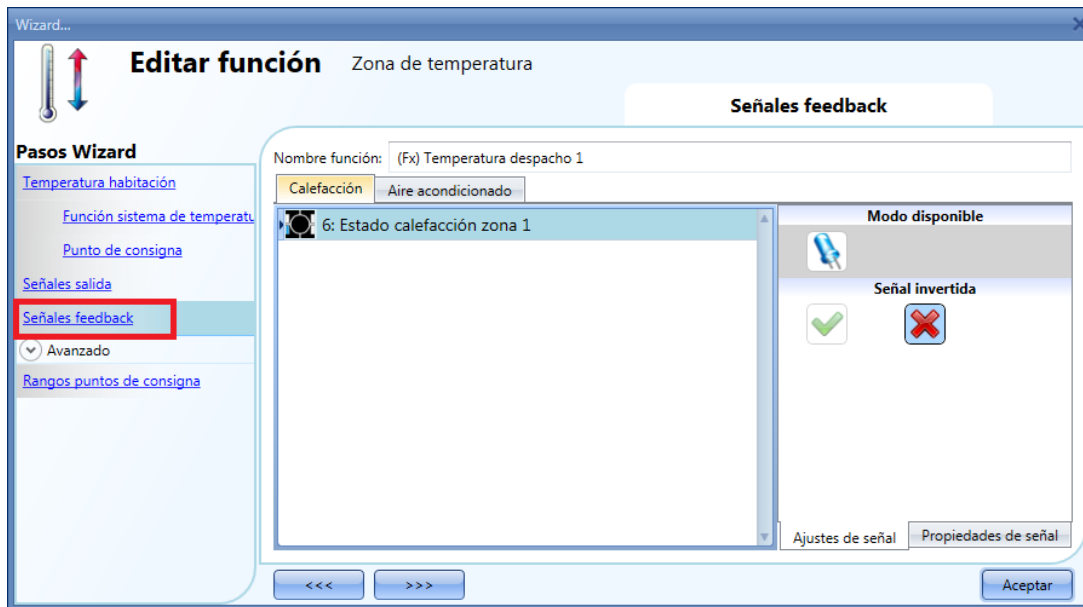 Wizard...
Editar función Zona de temperatura
Señales feedback
Pasos Wizard
Temperatura habitación
Función sistema de temperatu
Punto de consigna
Señales salida
Señales feedback
Avanzado
Rangos puntos de consigna
Nombre función: (Fx) Temperatura despacho 1
Calefacción Aire acondicionado
6: Estado calefacción zona 1
Modo disponible
Señal invertida
Ajustes de señal Propiedades de señal
<<< >>> Aceptar